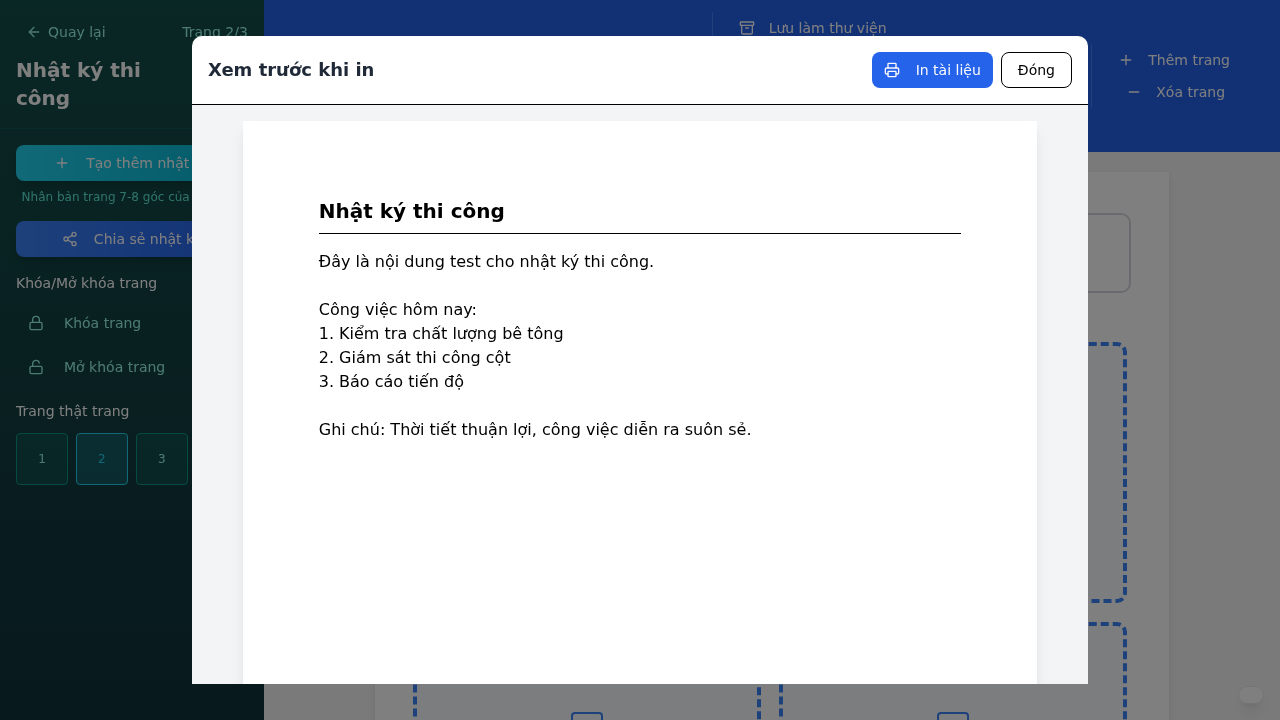 Quay lại
Trang 2/3
Nhật ký thi
công
Tạo thêm nhật
Nhân bản trang 7-8 góc của
Chia sẻ nhật k
Khóa/Mở khóa trang
Khóa trang
Mở khóa trang
Trang thật trang
1 2 3
Lưu làm thư viện
Thêm trang
Xóa trang
Xem trước khi in
In tài liệu
Đóng
Nhật ký thi công
Đây là nội dung test cho nhật ký thi công.
Công việc hôm nay:
1. Kiểm tra chất lượng bê tông
2. Giám sát thi công cột
3. Báo cáo tiến độ
Ghi chú: Thời tiết thuận lợi, công việc diễn ra suôn sẻ.